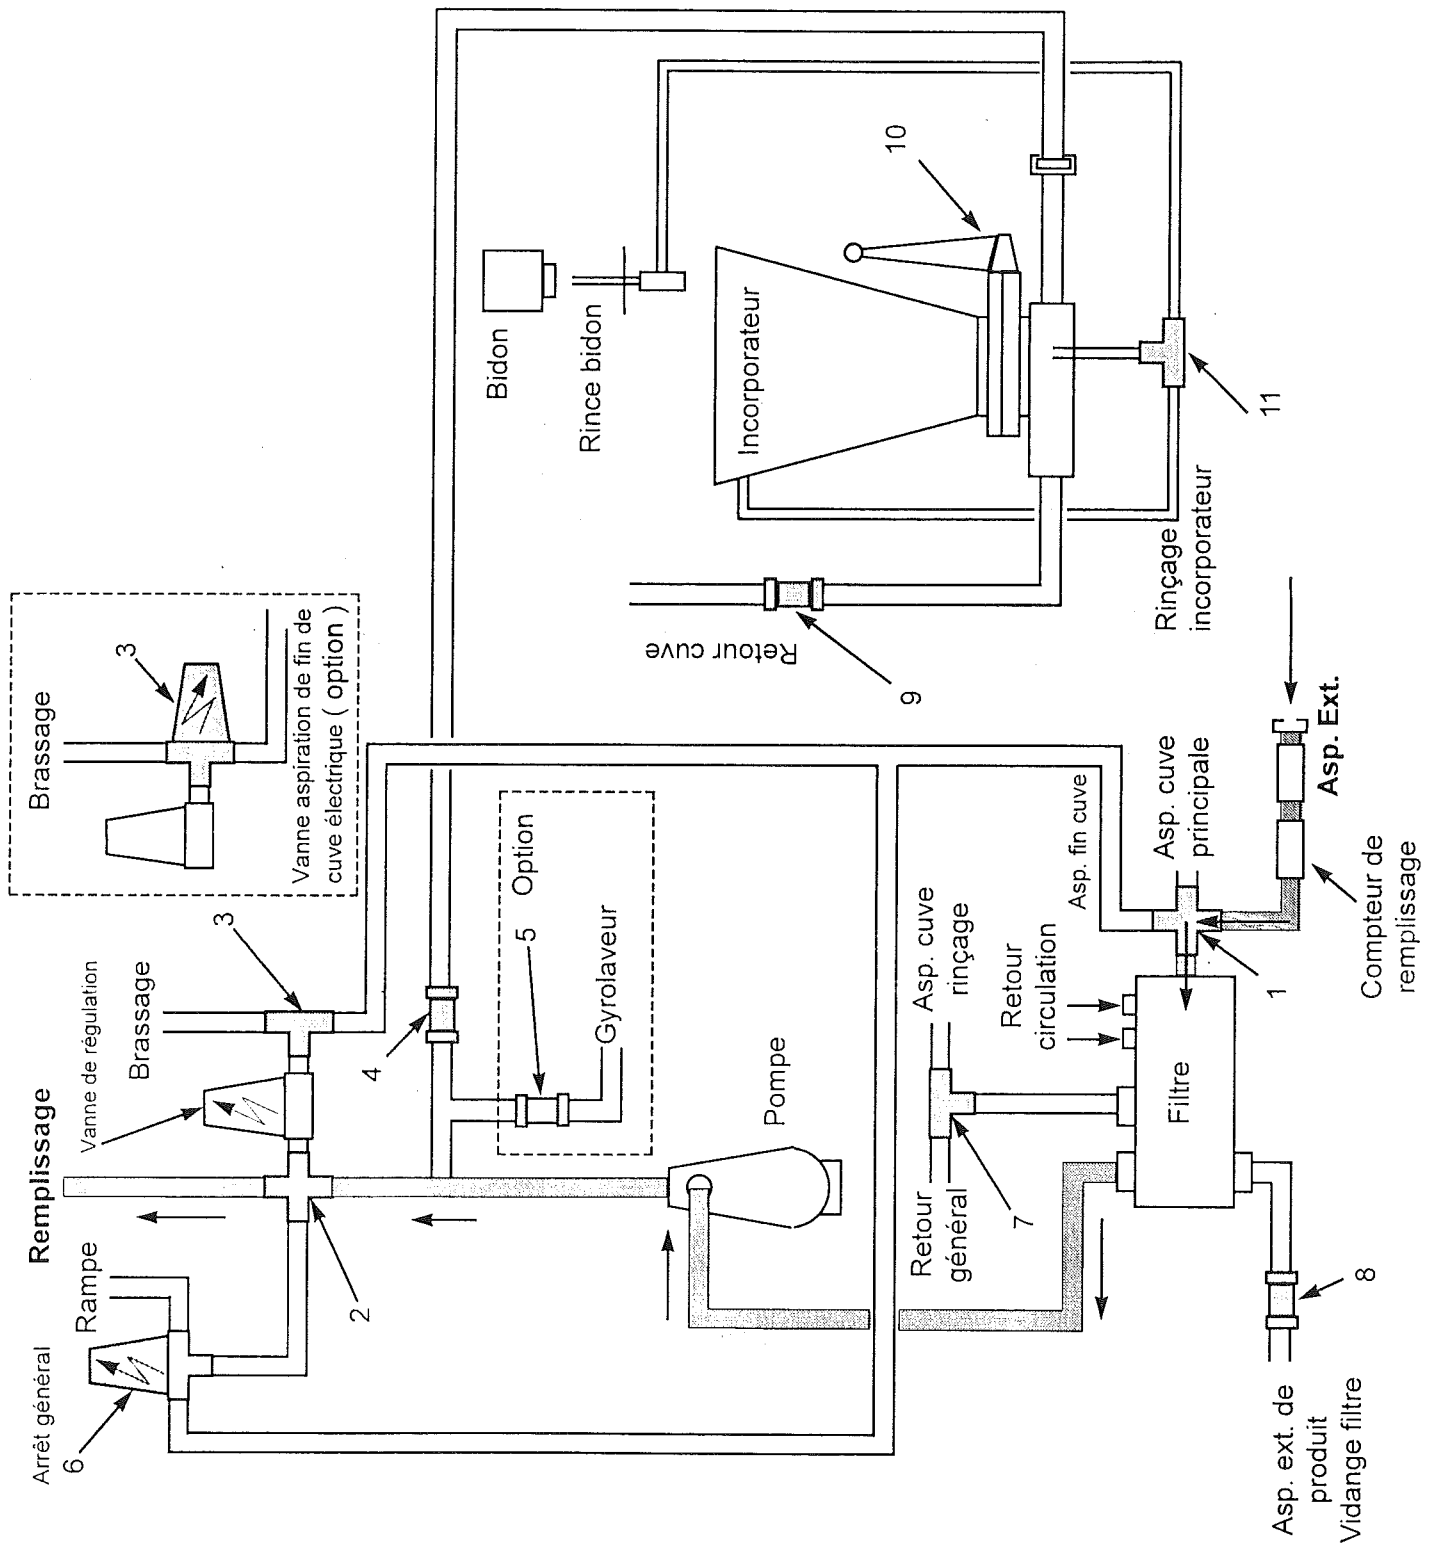 Arrêt général
6
Rampe
Remplissage
Vanne de régulation
Brassage
3
2
Brassage
3
Vanne aspiration de fin de
cuve électrique ( option )
4
5
Option
Gyrolaveur
Pompe
Bidon
Rince bidon
Incorporateur
10
11
Rinçage
incorporateur
Retour cuve
9
Retour
général
7
Asp. cuve
rinçage
Retour
circulation
Asp. fin cuve
Asp. cuve
principale
Filtre
1
Asp. Ext.
Compteur de
remplissage
8
Asp. ext. de
produit
Vidange filtre